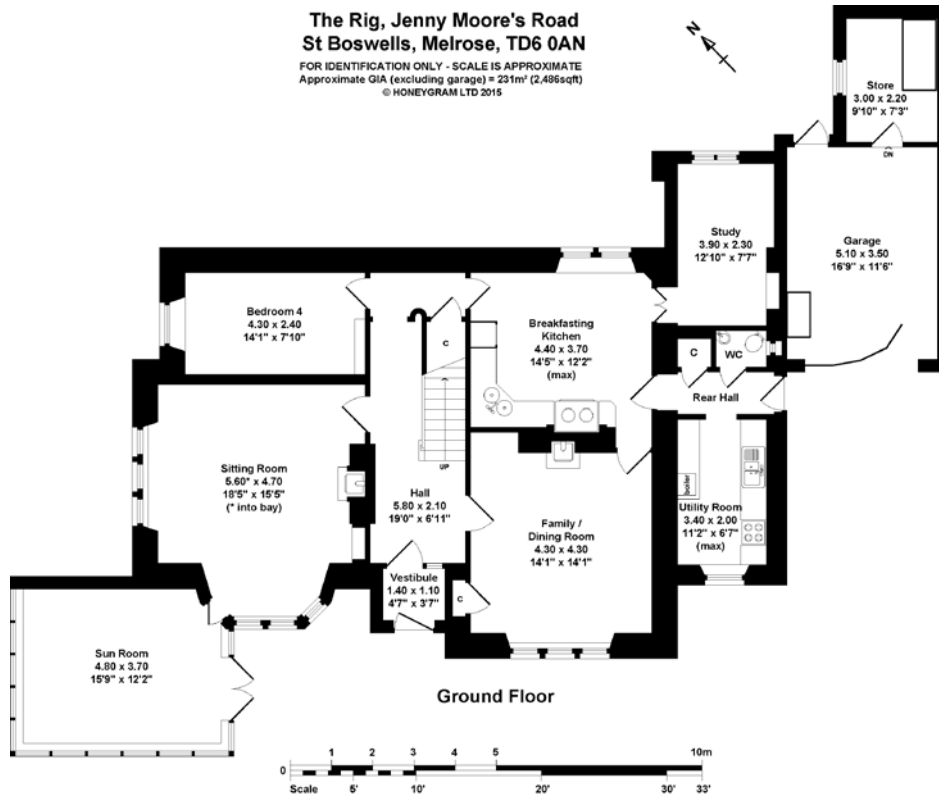 The Rig, Jenny Moore's Road
St Boswells, Melrose, TD6 0AN
FOR IDENTIFICATION ONLY - SCALE IS APPROXIMATE
Approximate GIA (excluding garage) = 231m² (2,486sqft)
© HONEYGRAM LTD 2015
N
Store
3.00 x 2.20
9'10" x 7'3"
DN
Study
3.90 x 2.30
12'10" x 7'7"
Garage
5.10 x 3.50
16'9" x 11'6"
Bedroom 4
4.30 x 2.40
14'1" x 7'10"
C
Breakfasting
Kitchen
4.40 x 3.70
14'5" x 12'2"
(max)
C
WC
Rear Hall
Sitting Room
5.60* x 4.70
18'5" x 15'5"
(* into bay)
UP
Hall
5.80 x 2.10
19'0" x 6'11"
Family /
Dining Room
4.30 x 4.30
14'1" x 14'1"
boiler
Utility Room
3.40 x 2.00
11'2" x 6'7"
(max)
Vestibule
1.40 x 1.10
4'7" x 3'7"
C
Sun Room
4.80 x 3.70
15'9" x 12'2"
Ground Floor
1 2 3 4 5 10m
0
Scale 5' 10' 20' 30' 33'